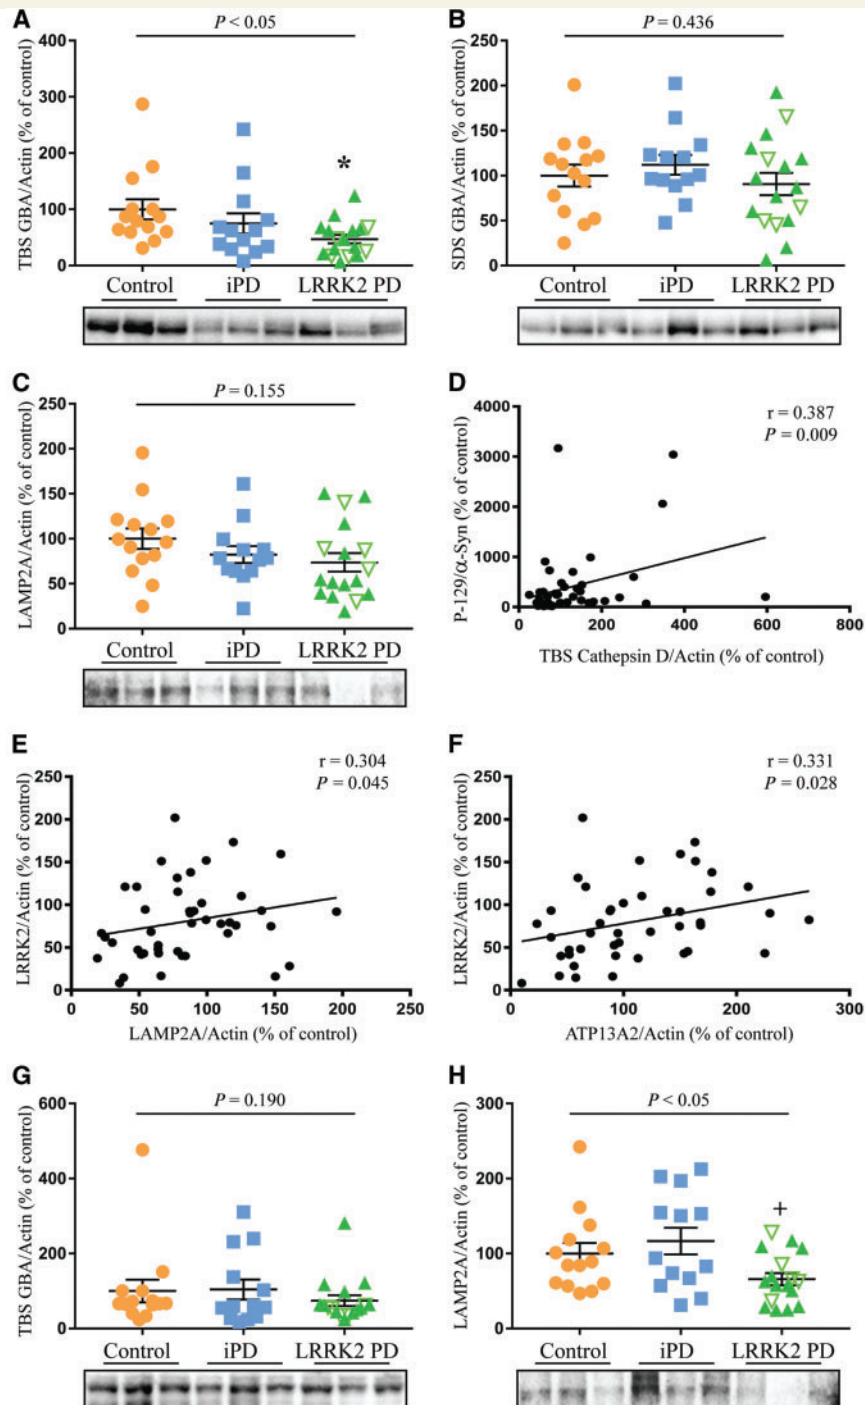 A
P < 0.05
TBS GBA/Actin (% of control)
400
300
200
100
0
*
Control
iPD
LRRK2 PD
B
P = 0.436
SDS GBA/Actin (% of control)
250
200
150
100
50
0
Control
iPD
LRRK2 PD
C
P = 0.155
LAMP2A/Actin (% of control)
250
200
150
100
50
0
Control
iPD
LRRK2 PD
D
r = 0.387
P = 0.009
P-129/α-Syn (% of control)
4000
3000
2000
1000
0
0 200 400 600 800
TBS Cathepsin D/Actin (% of control)
E
r = 0.304
P = 0.045
LRRK2/Actin (% of control)
250
200
150
100
50
0
0 50 100 150 200 250
LAMP2A/Actin (% of control)
F
r = 0.331
P = 0.028
LRRK2/Actin (% of control)
250
200
150
100
50
0
0 100 200 300
ATP13A2/Actin (% of control)
G
P = 0.190
TBS GBA/Actin (% of control)
600
400
200
0
Control
iPD
LRRK2 PD
H
P < 0.05
LAMP2A/Actin (% of control)
300
200
100
0
+
Control
iPD
LRRK2 PD